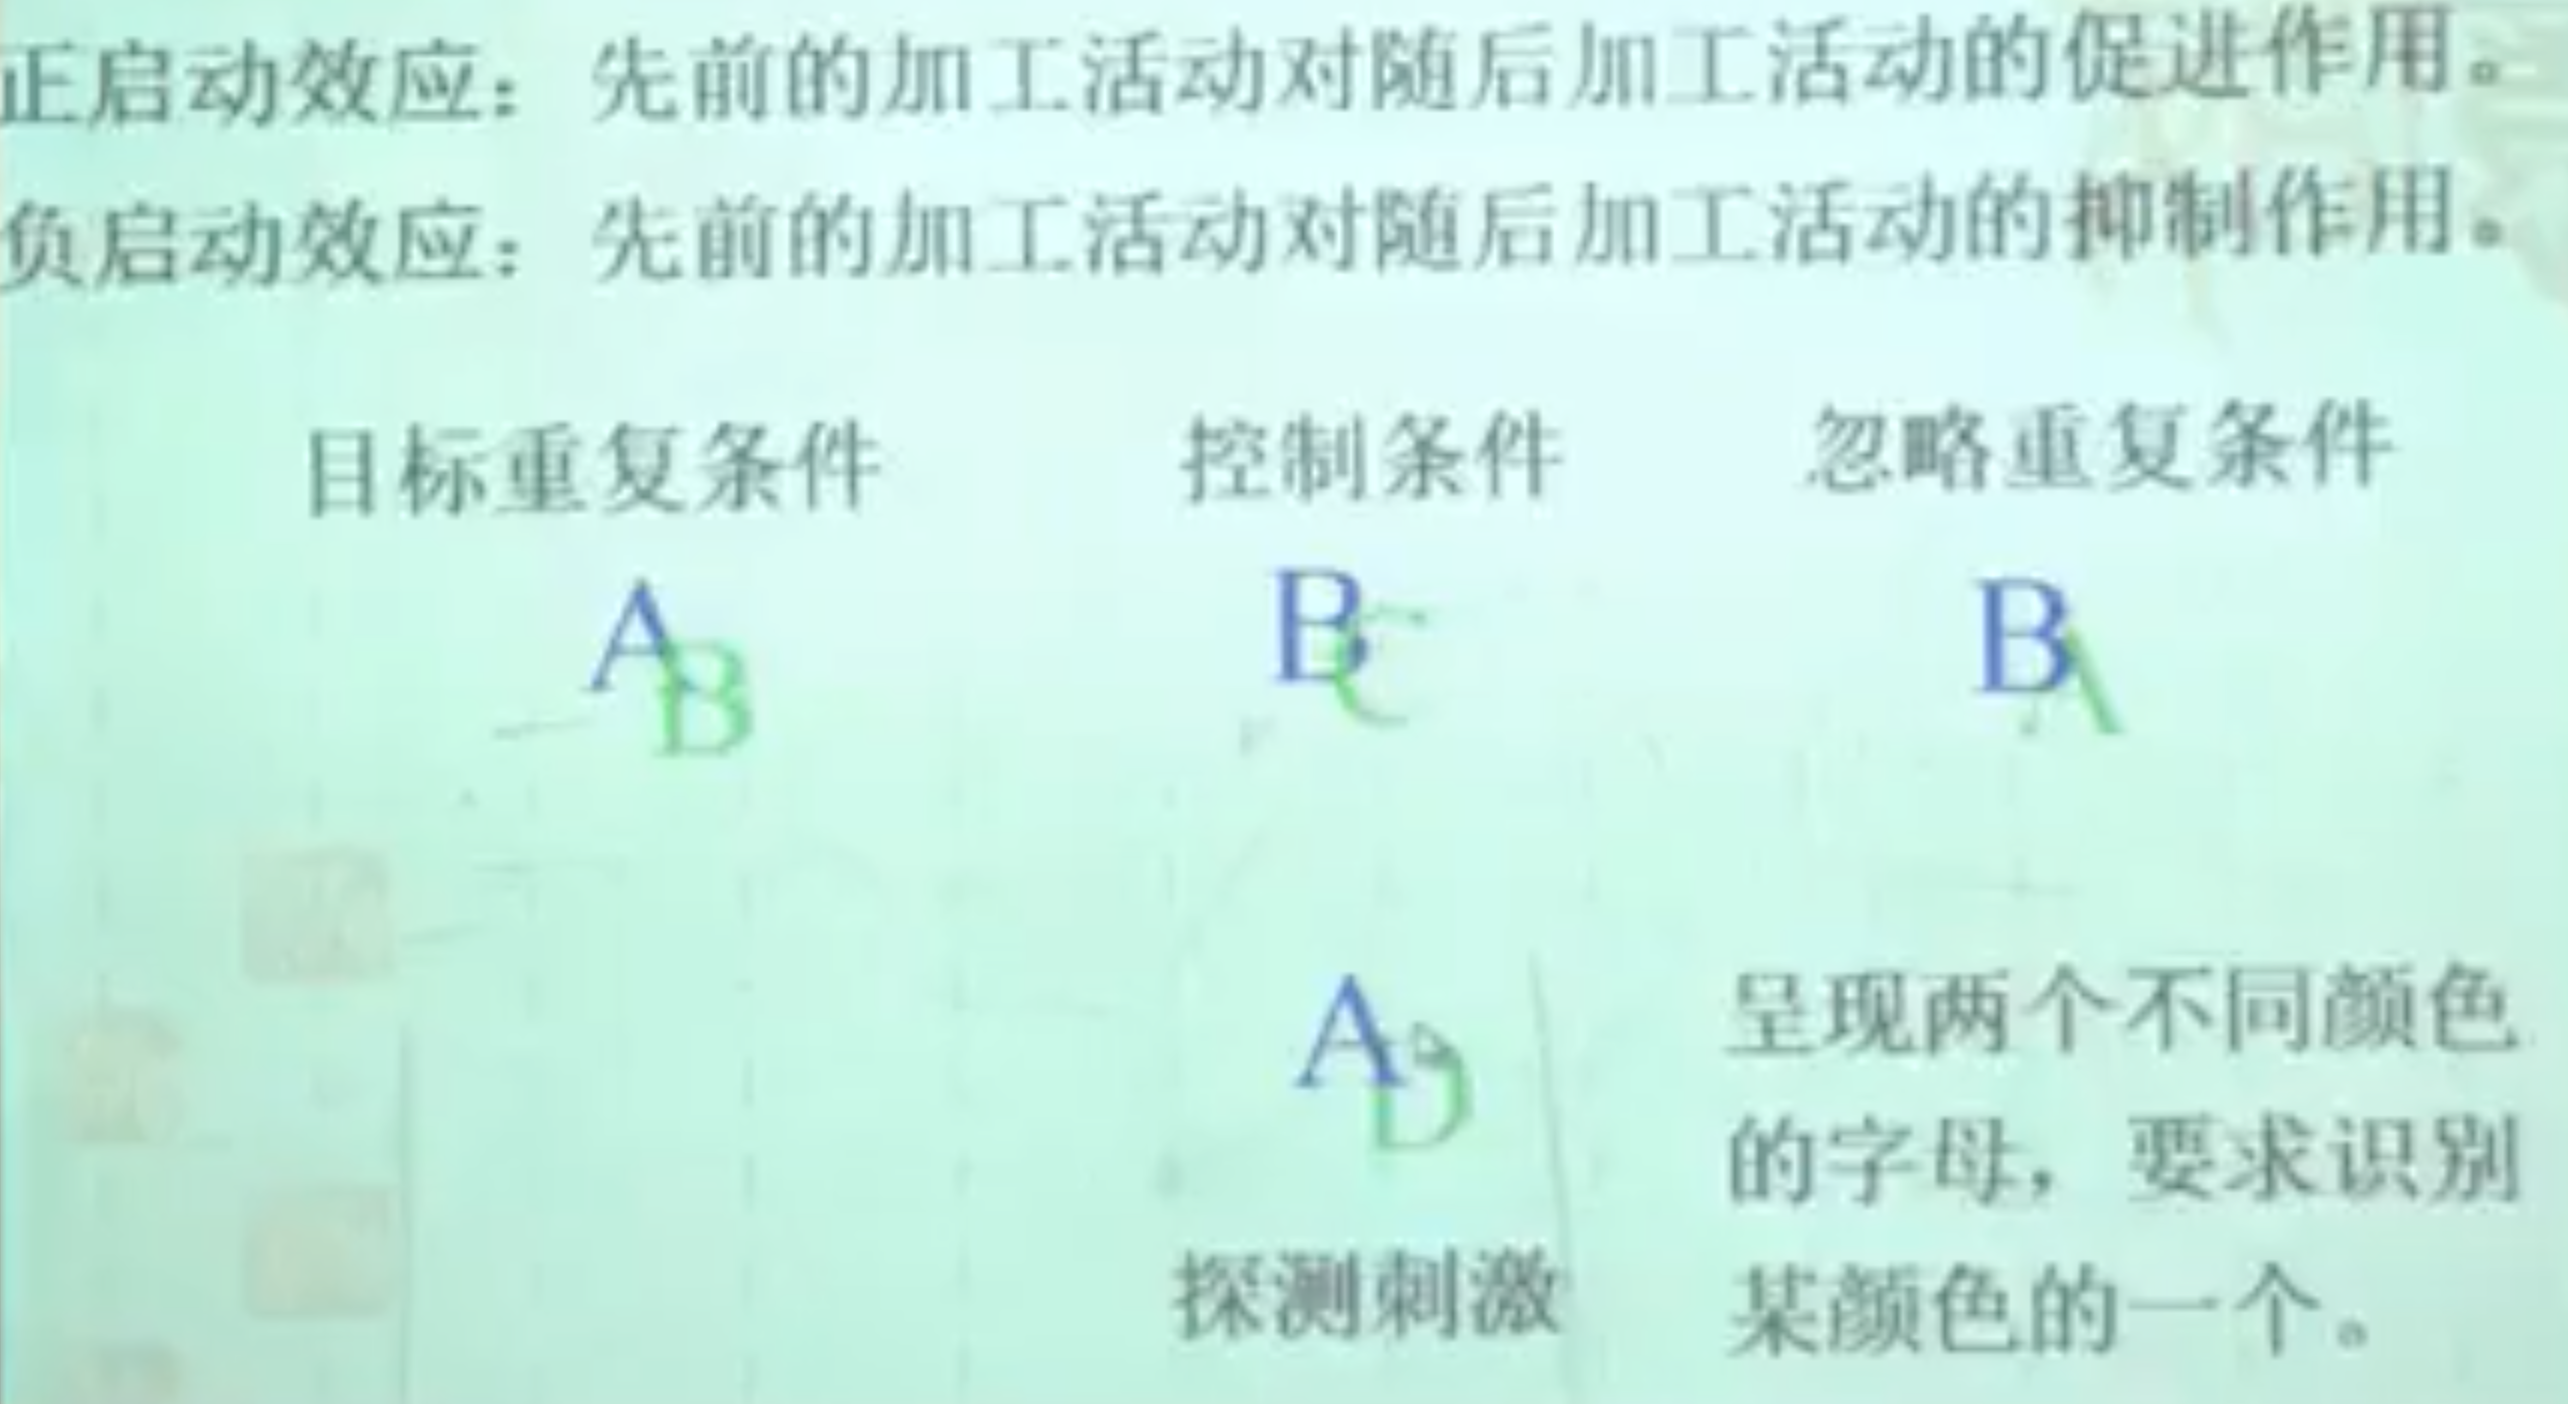 正启动效应： 先前的加工活动对随后加工活动的促进作用。
负启动效应： 先前的加工活动对随后加工活动的抑制作用。
目标重复条件 控制条件 忽略重复条件
A B B C B A
A D
呈现两个不同颜色
的字母，要求识别
某颜色的一个。
探测刺激